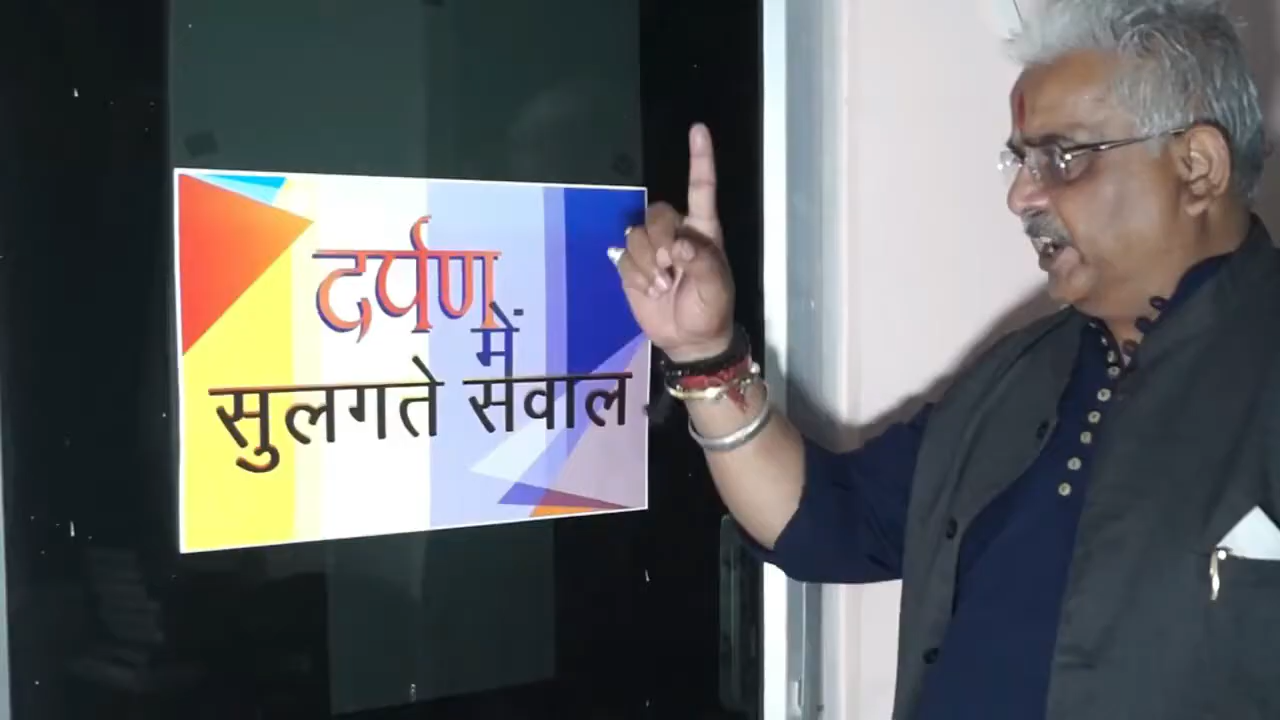 दर्पण
में
सुलगते सवाल